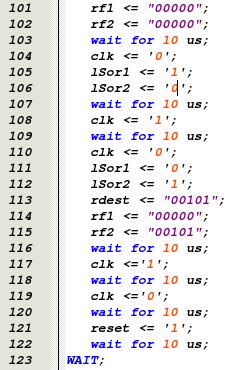 101 rf1 <= "00000";
102 rf2 <= "00000";
103 wait for 10 us;
104 clk <= '0';
105 lSor1 <= '1';
106 lSor2 <= '0';
107 wait for 10 us;
108 clk <= '1';
109 wait for 10 us;
110 clk <= '0';
111 lSor1 <= '0';
112 lSor2 <= '1';
113 rdest <= "00101";
114 rf1 <= "00000";
115 rf2 <= "00101";
116 wait for 10 us;
117 clk <='1';
118 wait for 10 us;
119 clk <='0';
120 wait for 10 us;
121 reset <= '1';
122 wait for 10 us;
123 WAIT;